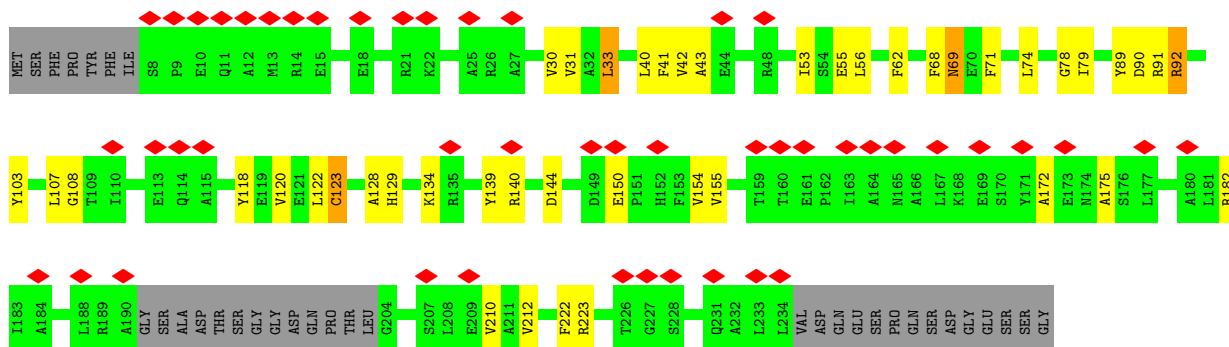 MET SER PHE PRO TYR PHE ILE S8 P9 E10 Q11 A12 M13 R14 E15 E18 R21 K22 A25 R26 A27 V30 V31 A32 L33 L40 F41 V42 A43 E44 R48 I53 S54 E55 L56 F62 F68 N69 E70 F71 L74 G78 I79 Y89 D90 R91 R92
Y103 L107 G108 T109 I110 E113 Q114 A115 Y118 E119 V120 E121 L122 C123 A128 H129 K134 R135 Y139 R140 D144 D149 E150 P151 H152 F153 V154 V155 T159 T160 E161 P162 I163 A164 N165 A166 L167 K168 E169 S170 Y171 A172 E173 N174 A175 S176 L177 A180 L181 R182
I183 A184 L188 R189 A190 GLY SER ALA ASP THR SER GLY GLY ASP GLN PRO THR LEU G204 S207 L208 E209 V210 A211 V212 F222 R223 T226 G227 S228 Q231 A232 L233 L234 VAL ASP GLN GLU SER PRO GLN SER ASP GLY GLU SER SER GLY